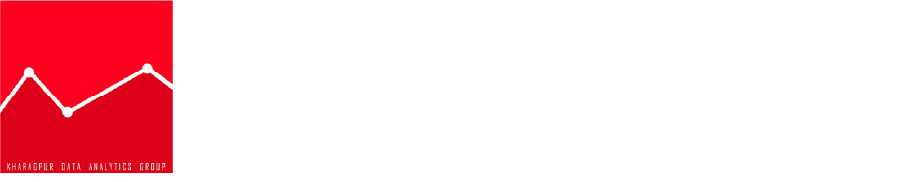 KHARAGPUR DATA ANALYTICS GROUP